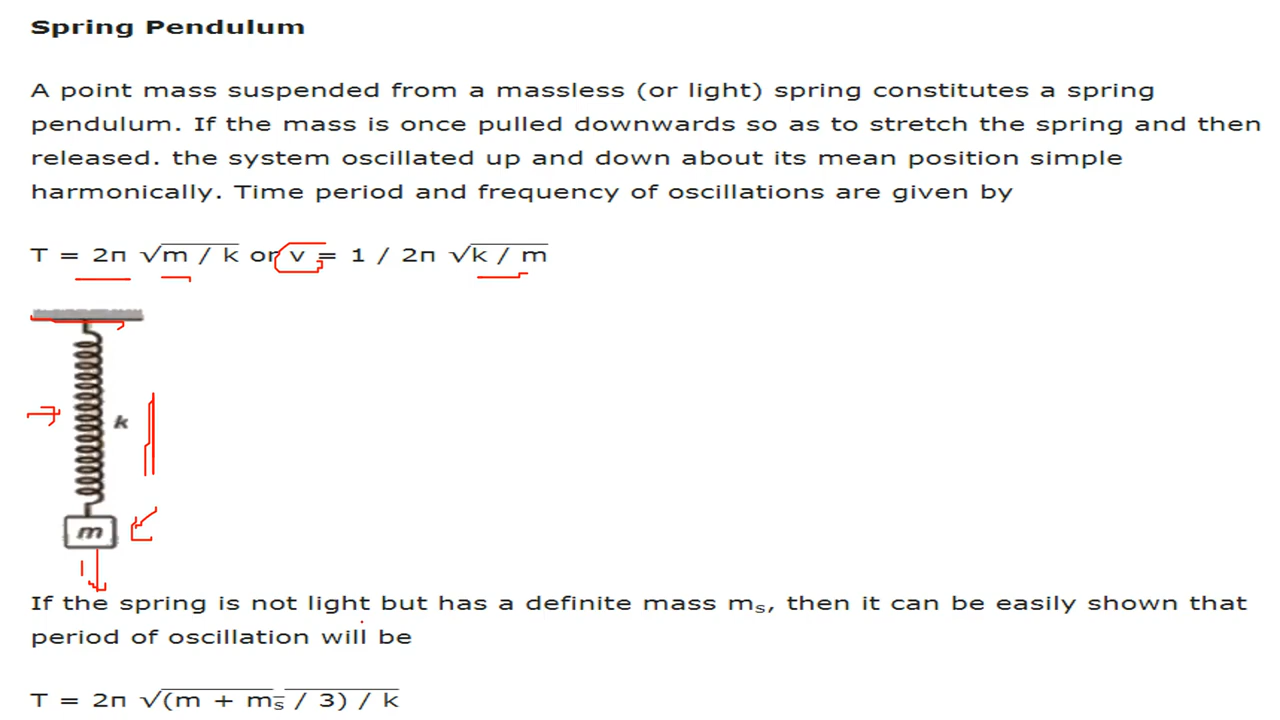 Spring Pendulum
A point mass suspended from a massless (or light) spring constitutes a spring
pendulum. If the mass is once pulled downwards so as to stretch the spring and then
released. the system oscillated up and down about its mean position simple
harmonically. Time period and frequency of oscillations are given by
T = 2п √m / k or v = 1 / 2п √k / m
k
m
If the spring is not light but has a definite mass mₛ, then it can be easily shown that
period of oscillation will be
T = 2п √(m + mₛ / 3) / k